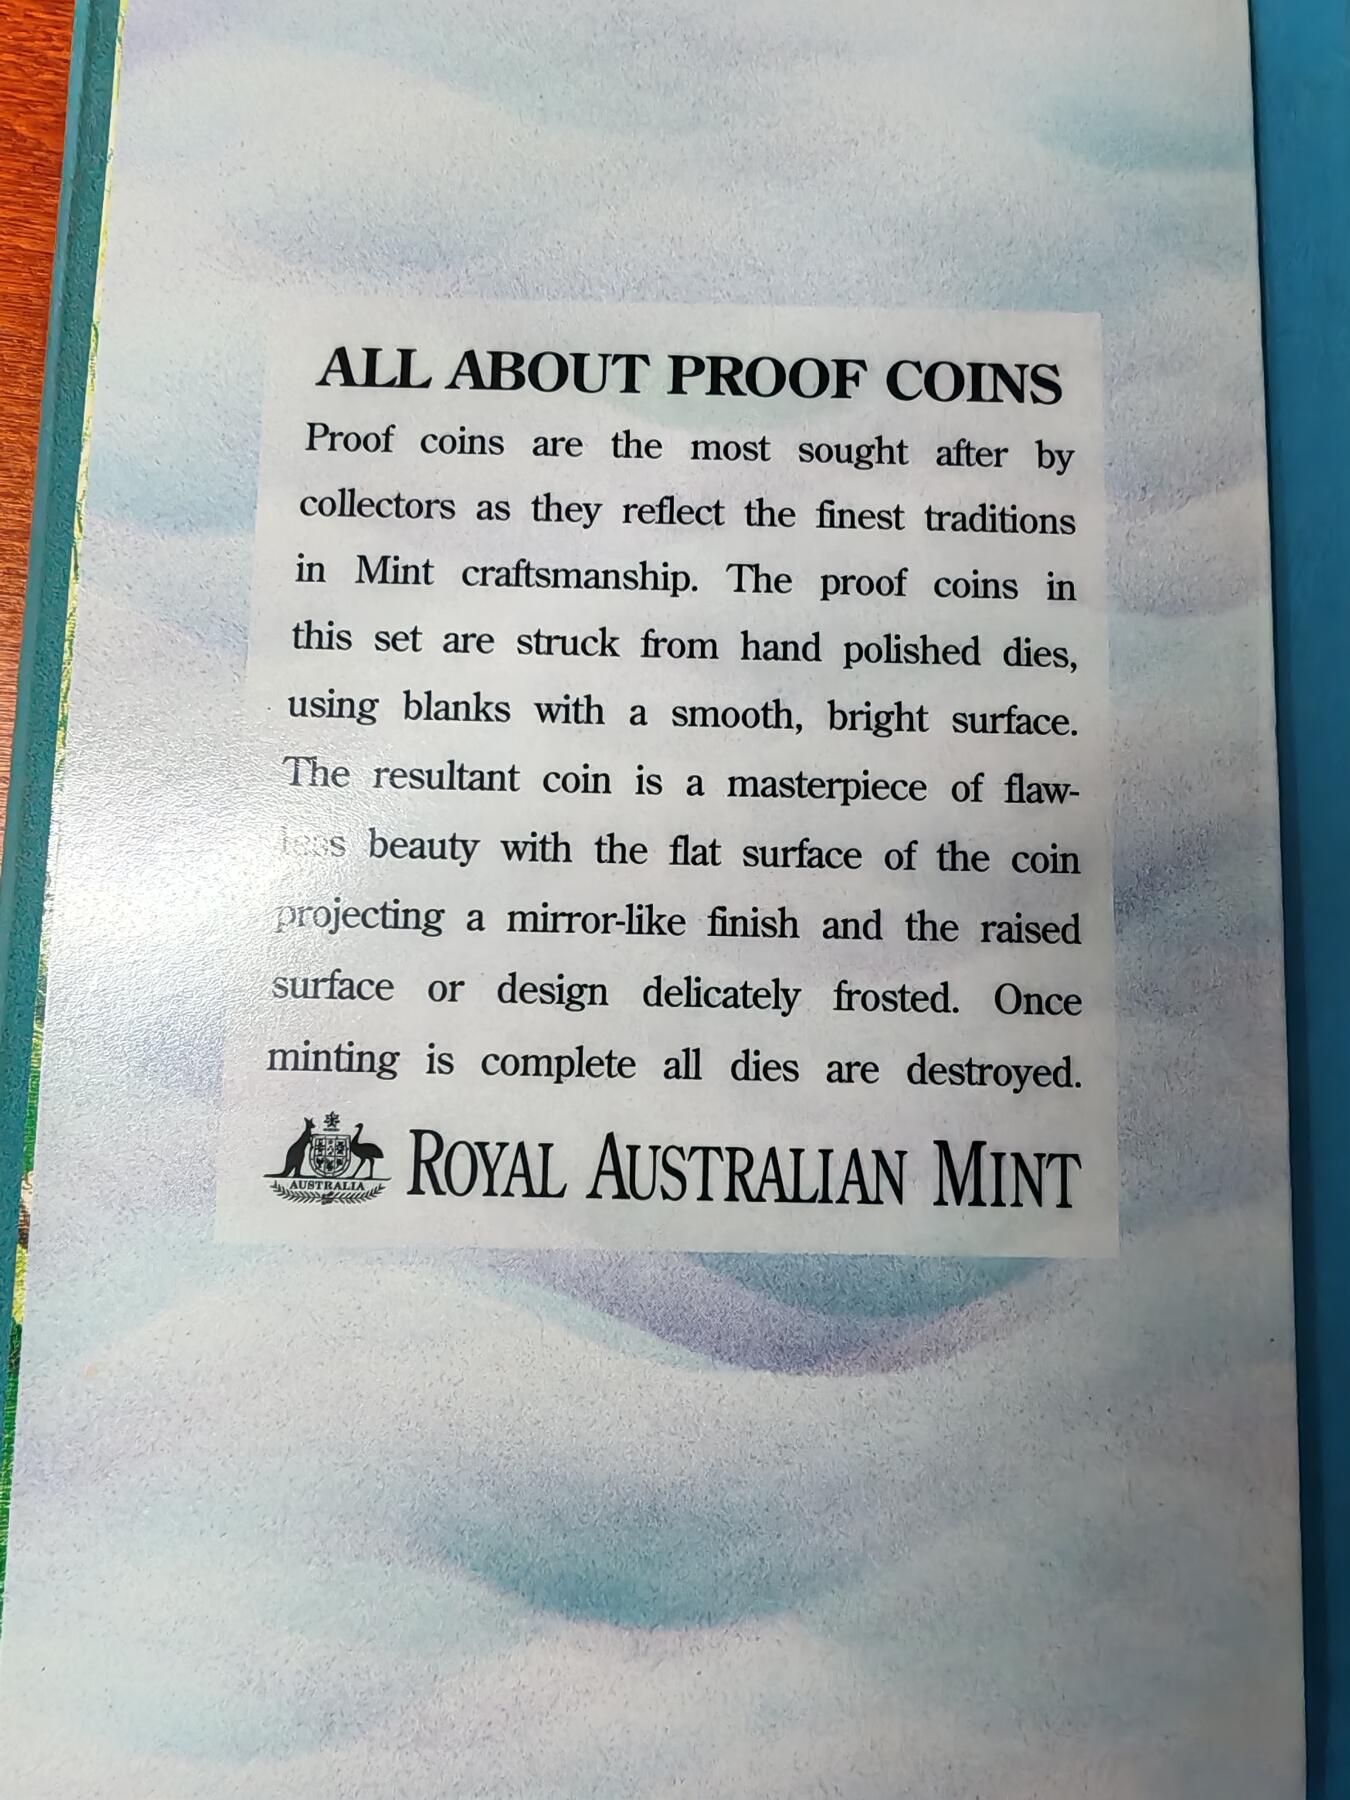 ALL ABOUT PROOF COINS
Proof coins are the most sought after by
collectors as they reflect the finest traditions
in Mint craftsmanship. The proof coins in
this set are struck from hand polished dies,
using blanks with a smooth, bright surface.
The resultant coin is a masterpiece of flaw-
less beauty with the flat surface of the coin
projecting a mirror-like finish and the raised
surface or design delicately frosted. Once
minting is complete all dies are destroyed.
AUSTRALIA
ROYAL AUSTRALIAN MINT